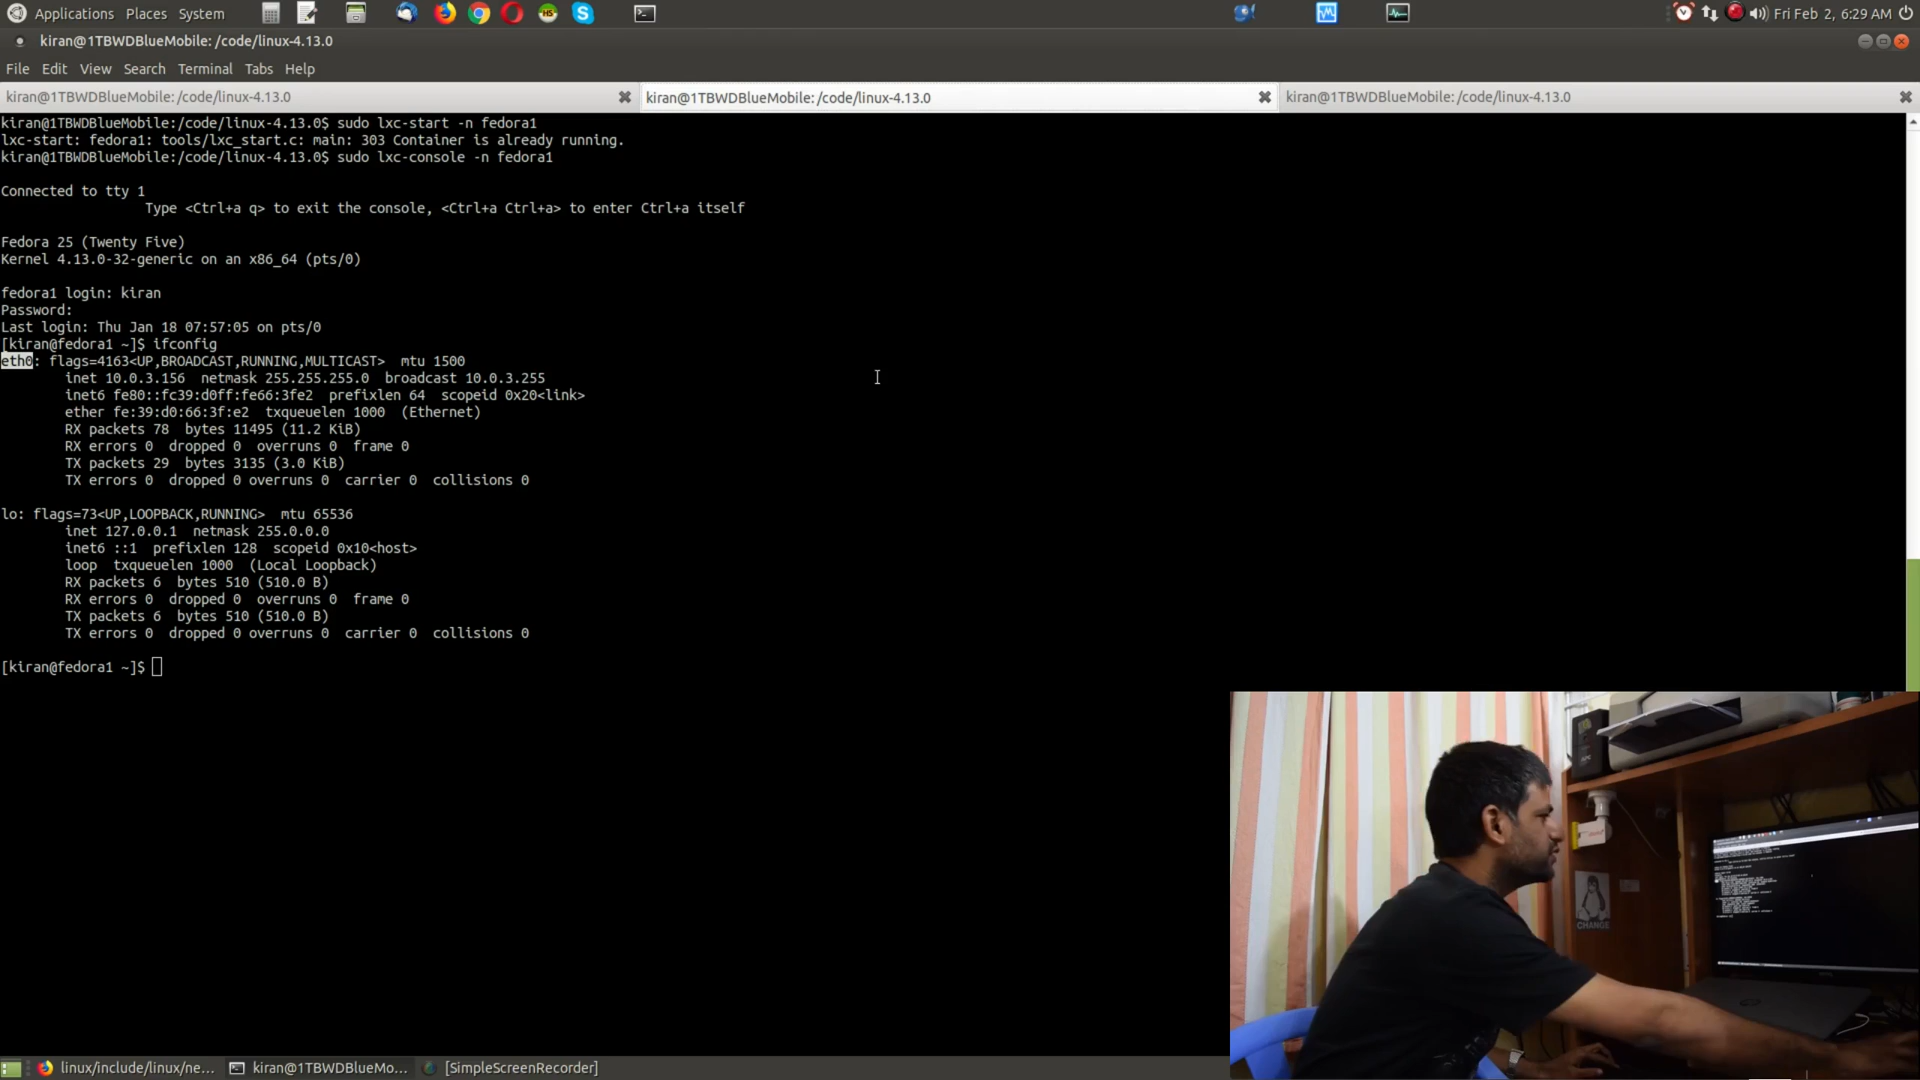 Applications Places System
Fri Feb 2, 6:29 AM
kiran@1TBWDBlueMobile: /code/linux-4.13.0
File Edit View Search Terminal Tabs Help
kiran@1TBWDBlueMobile: /code/linux-4.13.0
kiran@1TBWDBlueMobile: /code/linux-4.13.0
kiran@1TBWDBlueMobile: /code/linux-4.13.0
kiran@1TBWDBlueMobile:/code/linux-4.13.0$ sudo lxc-start -n fedora1
lxc-start: fedora1: tools/lxc_start.c: main: 303 Container is already running.
kiran@1TBWDBlueMobile:/code/linux-4.13.0$ sudo lxc-console -n fedora1
Connected to tty 1
Type <Ctrl+a q> to exit the console, <Ctrl+a Ctrl+a> to enter Ctrl+a itself
Fedora 25 (Twenty Five)
Kernel 4.13.0-32-generic on an x86_64 (pts/0)
fedora1 login: kiran
Password:
Last login: Thu Jan 18 07:57:05 on pts/0
[kiran@fedora1 ~]$ ifconfig
eth0: flags=4163<UP,BROADCAST,RUNNING,MULTICAST> mtu 1500
inet 10.0.3.156 netmask 255.255.255.0 broadcast 10.0.3.255
inet6 fe80::fc39:d0ff:fe66:3fe2 prefixlen 64 scopeid 0x20<link>
ether fe:39:d0:66:3f:e2 txqueuelen 1000 (Ethernet)
RX packets 78 bytes 11495 (11.2 KiB)
RX errors 0 dropped 0 overruns 0 frame 0
TX packets 29 bytes 3135 (3.0 KiB)
TX errors 0 dropped 0 overruns 0 carrier 0 collisions 0
lo: flags=73<UP,LOOPBACK,RUNNING> mtu 65536
inet 127.0.0.1 netmask 255.0.0.0
inet6 ::1 prefixlen 128 scopeid 0x10<host>
loop txqueuelen 1000 (Local Loopback)
RX packets 6 bytes 510 (510.0 B)
RX errors 0 dropped 0 overruns 0 frame 0
TX packets 6 bytes 510 (510.0 B)
TX errors 0 dropped 0 overruns 0 carrier 0 collisions 0
[kiran@fedora1 ~]$
CHANGE
linux/include/linux/ne...
kiran@1TBWDBlueMo...
[SimpleScreenRecorder]